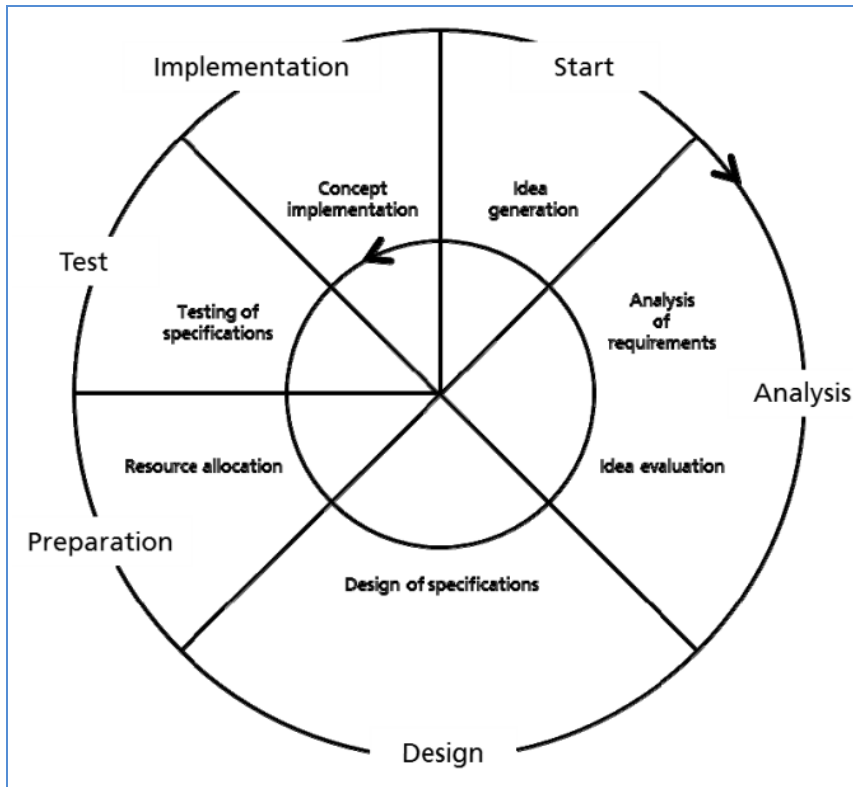 Implementation
Start
Concept
implementation
Idea
generation
Test
Testing of
specifications
Analysis
of
requirements
Analysis
Resource allocation
Idea evaluation
Preparation
Design of specifications
Design